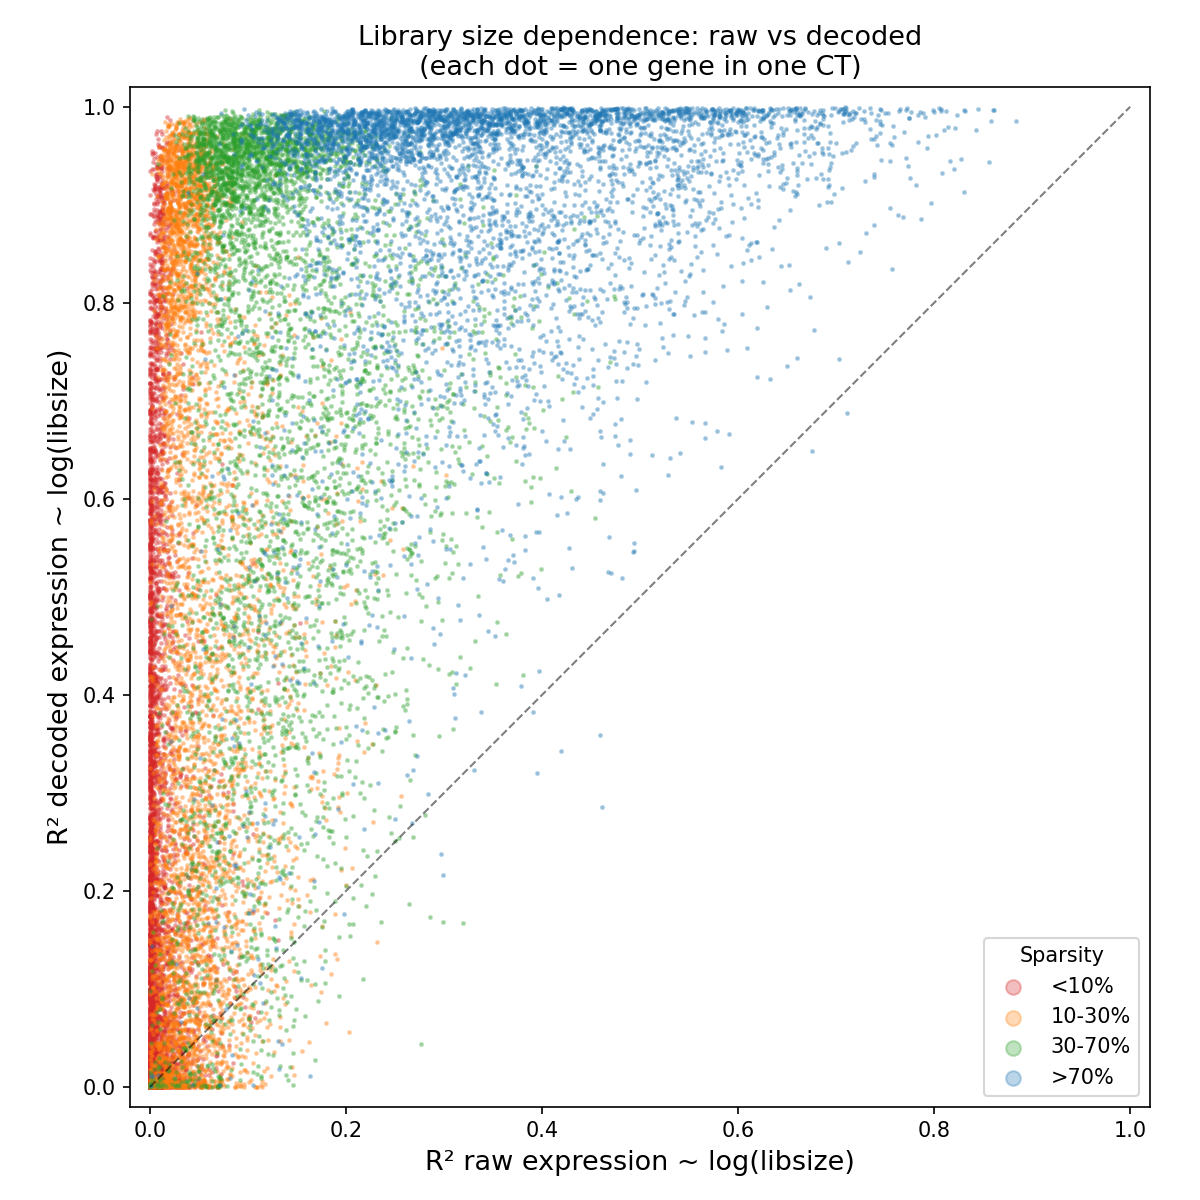 Library size dependence: raw vs decoded
(each dot = one gene in one CT)
R² decoded expression ~ log(libsize)
1.0
0.8
0.6
0.4
0.2
0.0
Sparsity
<10%
10-30%
30-70%
>70%
0.0 0.2 0.4 0.6 0.8 1.0
R² raw expression ~ log(libsize)